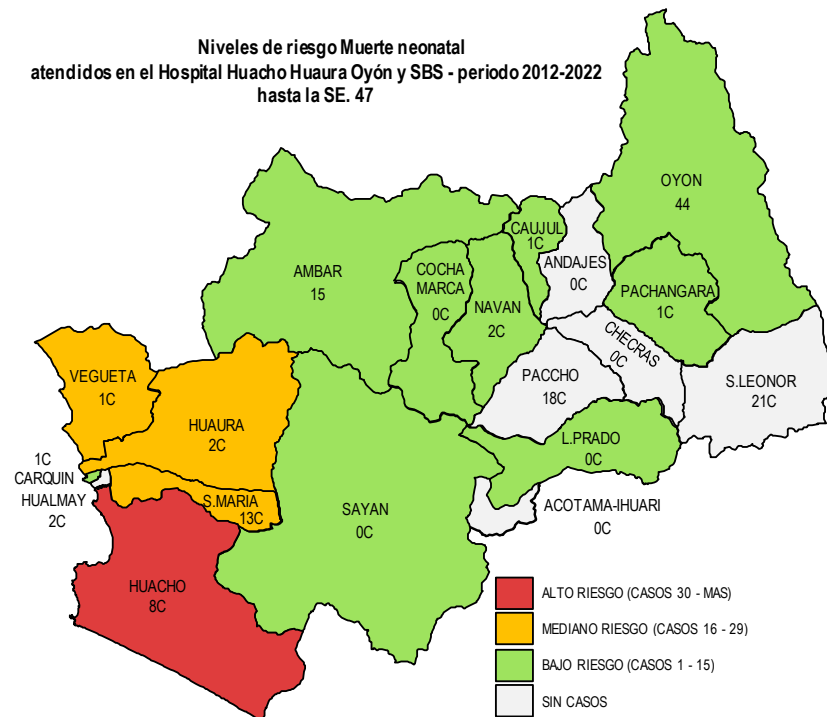 Niveles de riesgo Muerte neonatal
atendidos en el Hospital Huacho Huaura Oyón y SBS - periodo 2012-2022
hasta la SE. 47
OYON
44
CAUJUL
1C
ANDAJES
0C
AMBAR
15
COCHA
MARCA
0C
NAVAN
2C
PACHANGARA
1C
CHECRAS
0C
VEGUETA
1C
PACCHO
18C
S.LEONOR
21C
HUAURA
2C
L.PRADO
0C
1C
CARQUIN
HUALMAY
2C
S.MARIA
13C
SAYAN
0C
ACOTAMA-IHUARI
0C
HUACHO
8C
ALTO RIESGO (CASOS 30 - MAS)
MEDIANO RIESGO (CASOS 16 - 29)
BAJO RIESGO (CASOS 1 - 15)
SIN CASOS